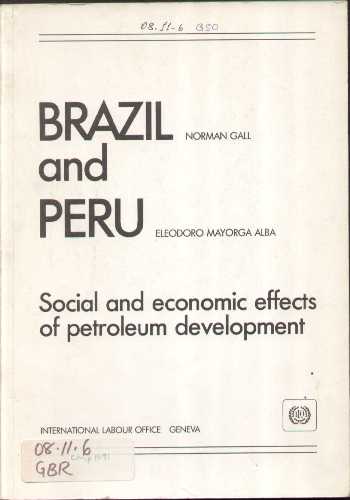 08.11-6 BSO
BRAZIL NORMAN GALL
and
PERU ELEODORO MAYORGA ALBA
Social and economic effects
of petroleum development
INTERNATIONAL LABOUR OFFICE GENEVA
08.11.6
GBR